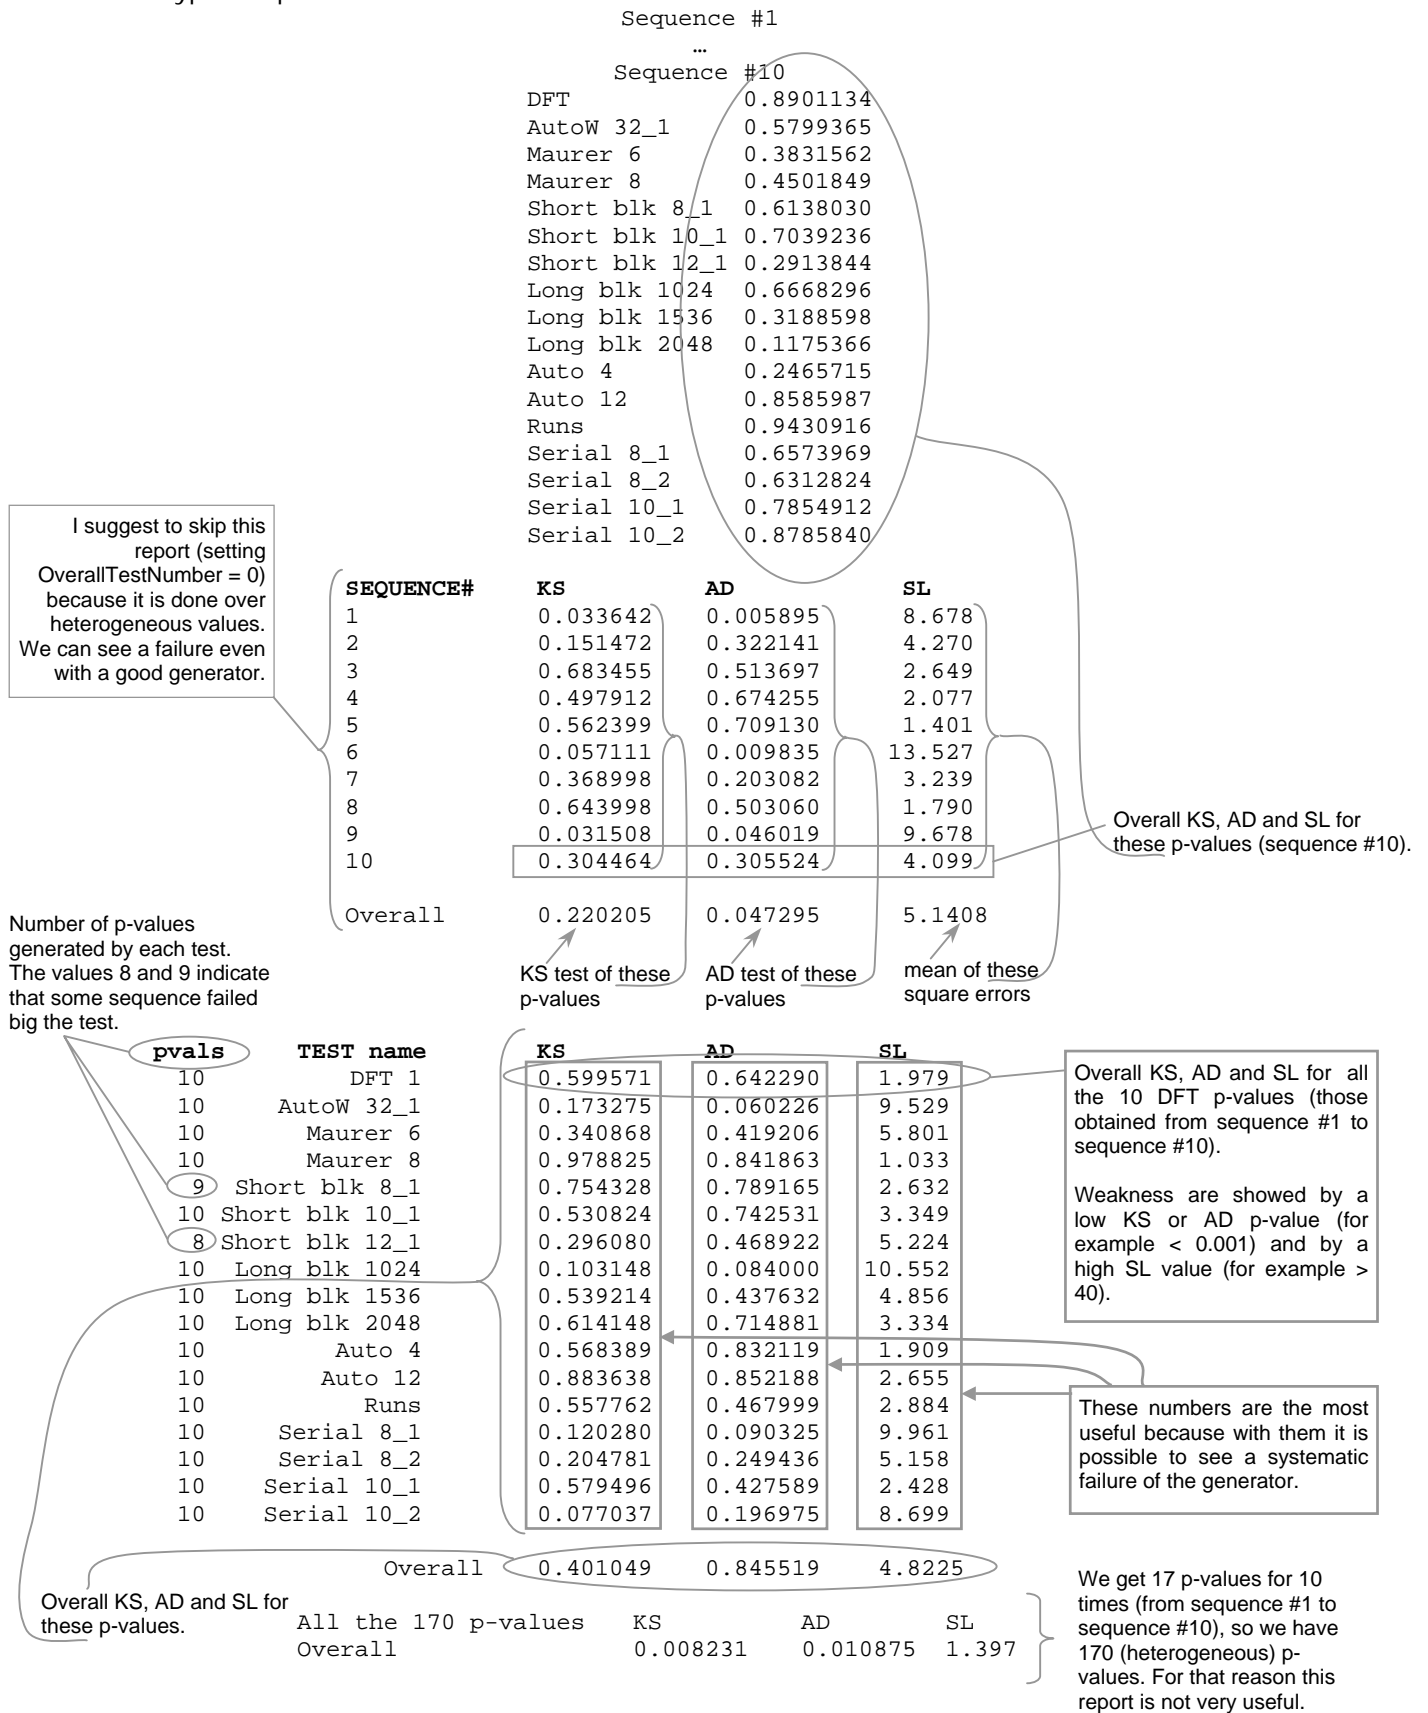 Sequence #1
…
Sequence #10
DFT 0.8901134
AutoW 32_1 0.5799365
Maurer 6 0.3831562
Maurer 8 0.4501849
Short blk 8_1 0.6138030
Short blk 10_1 0.7039236
Short blk 12_1 0.2913844
Long blk 1024 0.6668296
Long blk 1536 0.3188598
Long blk 2048 0.1175366
Auto 4 0.2465715
Auto 12 0.8585987
Runs 0.9430916
Serial 8_1 0.6573969
Serial 8_2 0.6312824
Serial 10_1 0.7854912
Serial 10_2 0.8785840
I suggest to skip this
report (setting
OverallTestNumber = 0)
because it is done over
heterogeneous values.
We can see a failure even
with a good generator.
SEQUENCE# KS AD SL
1 0.033642 0.005895 8.678
2 0.151472 0.322141 4.270
3 0.683455 0.513697 2.649
4 0.497912 0.674255 2.077
5 0.562399 0.709130 1.401
6 0.057111 0.009835 13.527
7 0.368998 0.203082 3.239
8 0.643998 0.503060 1.790
9 0.031508 0.046019 9.678
10 0.304464 0.305524 4.099
Overall KS, AD and SL for
these p-values (sequence #10).
Overall 0.220205 0.047295 5.1408
KS test of these
p-values
AD test of these
p-values
mean of these
square errors
Number of p-values
generated by each test.
The values 8 and 9 indicate
that some sequence failed
big the test.
pvals TEST name KS AD SL
10 DFT 1 0.599571 0.642290 1.979
10 AutoW 32_1 0.173275 0.060226 9.529
10 Maurer 6 0.340868 0.419206 5.801
10 Maurer 8 0.978825 0.841863 1.033
9 Short blk 8_1 0.754328 0.789165 2.632
10 Short blk 10_1 0.530824 0.742531 3.349
8 Short blk 12_1 0.296080 0.468922 5.224
10 Long blk 1024 0.103148 0.084000 10.552
10 Long blk 1536 0.539214 0.437632 4.856
10 Long blk 2048 0.614148 0.714881 3.334
10 Auto 4 0.568389 0.832119 1.909
10 Auto 12 0.883638 0.852188 2.655
10 Runs 0.557762 0.467999 2.884
10 Serial 8_1 0.120280 0.090325 9.961
10 Serial 8_2 0.204781 0.249436 5.158
10 Serial 10_1 0.579496 0.427589 2.428
10 Serial 10_2 0.077037 0.196975 8.699
Overall KS, AD and SL for all
the 10 DFT p-values (those
obtained from sequence #1 to
sequence #10).
Weakness are showed by a
low KS or AD p-value (for
example < 0.001) and by a
high SL value (for example >
40).
These numbers are the most
useful because with them it is
possible to see a systematic
failure of the generator.
Overall 0.401049 0.845519 4.8225
Overall KS, AD and SL for
these p-values.
All the 170 p-values KS AD SL
Overall 0.008231 0.010875 1.397
We get 17 p-values for 10
times (from sequence #1 to
sequence #10), so we have
170 (heterogeneous) p-
values. For that reason this
report is not very useful.